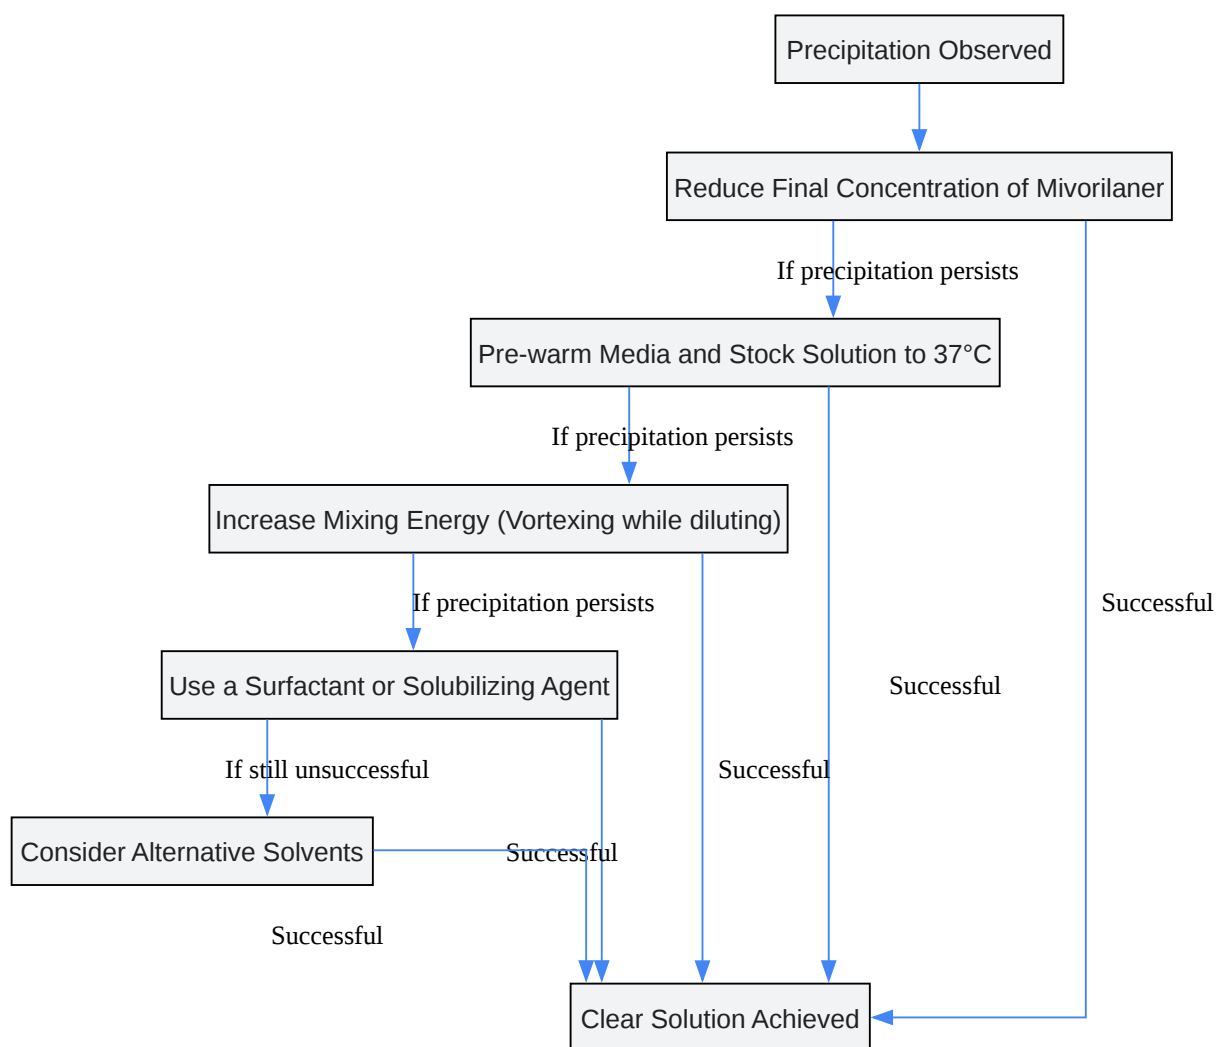 Precipitation Observed
Reduce Final Concentration of Mivorilaner
If precipitation persists
Pre-warm Media and Stock Solution to 37°C
If precipitation persists
Increase Mixing Energy (Vortexing while diluting)
If precipitation persists
Successful
Use a Surfactant or Solubilizing Agent
Successful
If still unsuccessful
Successful
Consider Alternative Solvents
Successful
Successful
Clear Solution Achieved